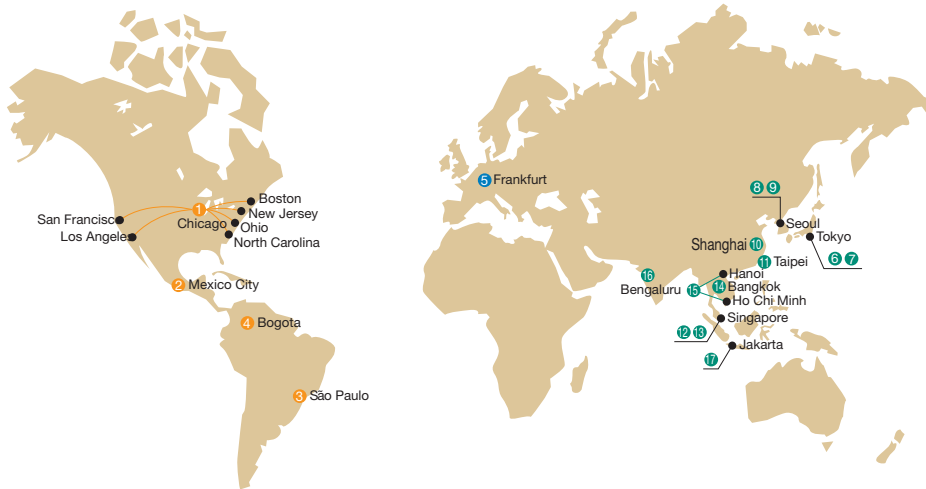 Boston
1
New Jersey
San Francisco
Chicago
Ohio
Los Angeles
North Carolina
2 Mexico City
4 Bogota
3 São Paulo
5 Frankfurt
8 9
Seoul
Tokyo
Shanghai 10
6 7
11 Taipei
16
Hanoi
Bengaluru
15
14 Bangkok
Ho Chi Minh
Singapore
12 13
Jakarta
17